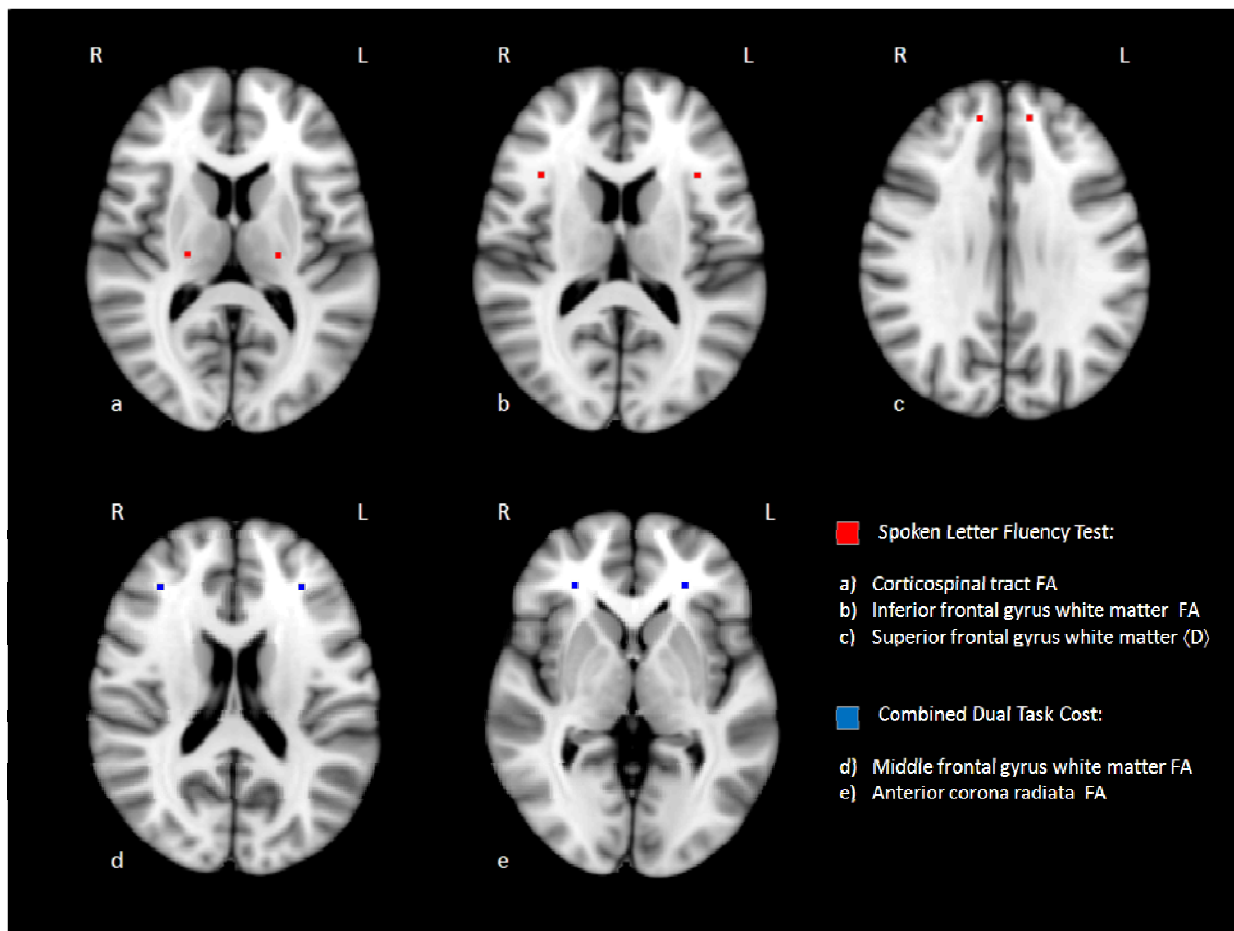 R L
R L
R L
a
b
c
R L
R L
d
e
Spoken Letter Fluency Test:
a) Corticospinal tract FA
b) Inferior frontal gyrus white matter FA
c) Superior frontal gyrus white matter ⟨D⟩
Combined Dual Task Cost:
d) Middle frontal gyrus white matter FA
e) Anterior corona radiata FA